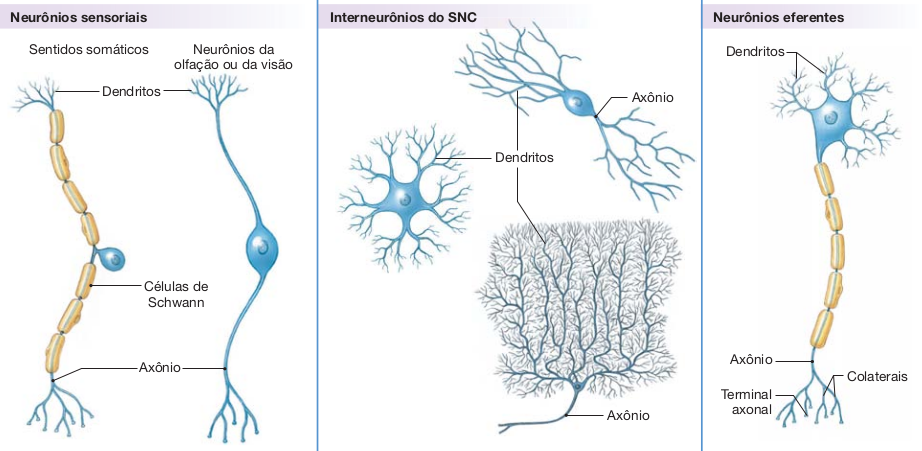 Neurônios sensoriais
Sentidos somáticos
Neurônios da
olfação ou da visão
Dendritos
Células de
Schwann
Axônio
Interneurônios do SNC
Axônio
Dendritos
Axônio
Neurônios eferentes
Dendritos
Axônio
Colaterais
Terminal
axonal